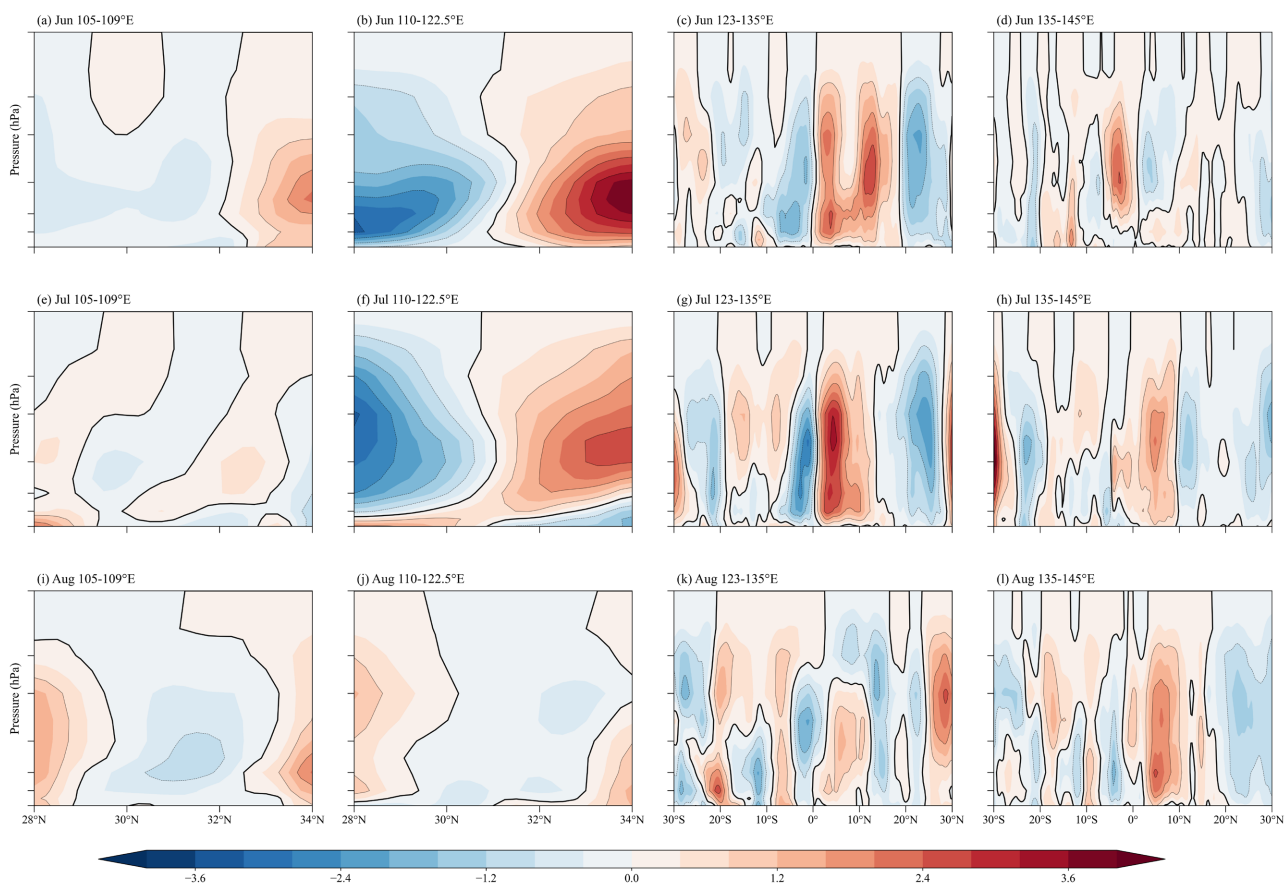 (a) Jun 105-109°E
(b) Jun 110-122.5°E
(c) Jun 123-135°E
(d) Jun 135-145°E
Pressure (hPa)
(e) Jul 105-109°E
(f) Jul 110-122.5°E
(g) Jul 123-135°E
(h) Jul 135-145°E
Pressure (hPa)
(i) Aug 105-109°E
(j) Aug 110-122.5°E
(k) Aug 123-135°E
(l) Aug 135-145°E
Pressure (hPa)
28°N 30°N 32°N 34°N
28°N 30°N 32°N 34°N
30°S 20°S 10°S 0° 10°N 20°N 30°N
30°S 20°S 10°S 0° 10°N 20°N 30°N
−3.6 −2.4 −1.2 0.0 1.2 2.4 3.6